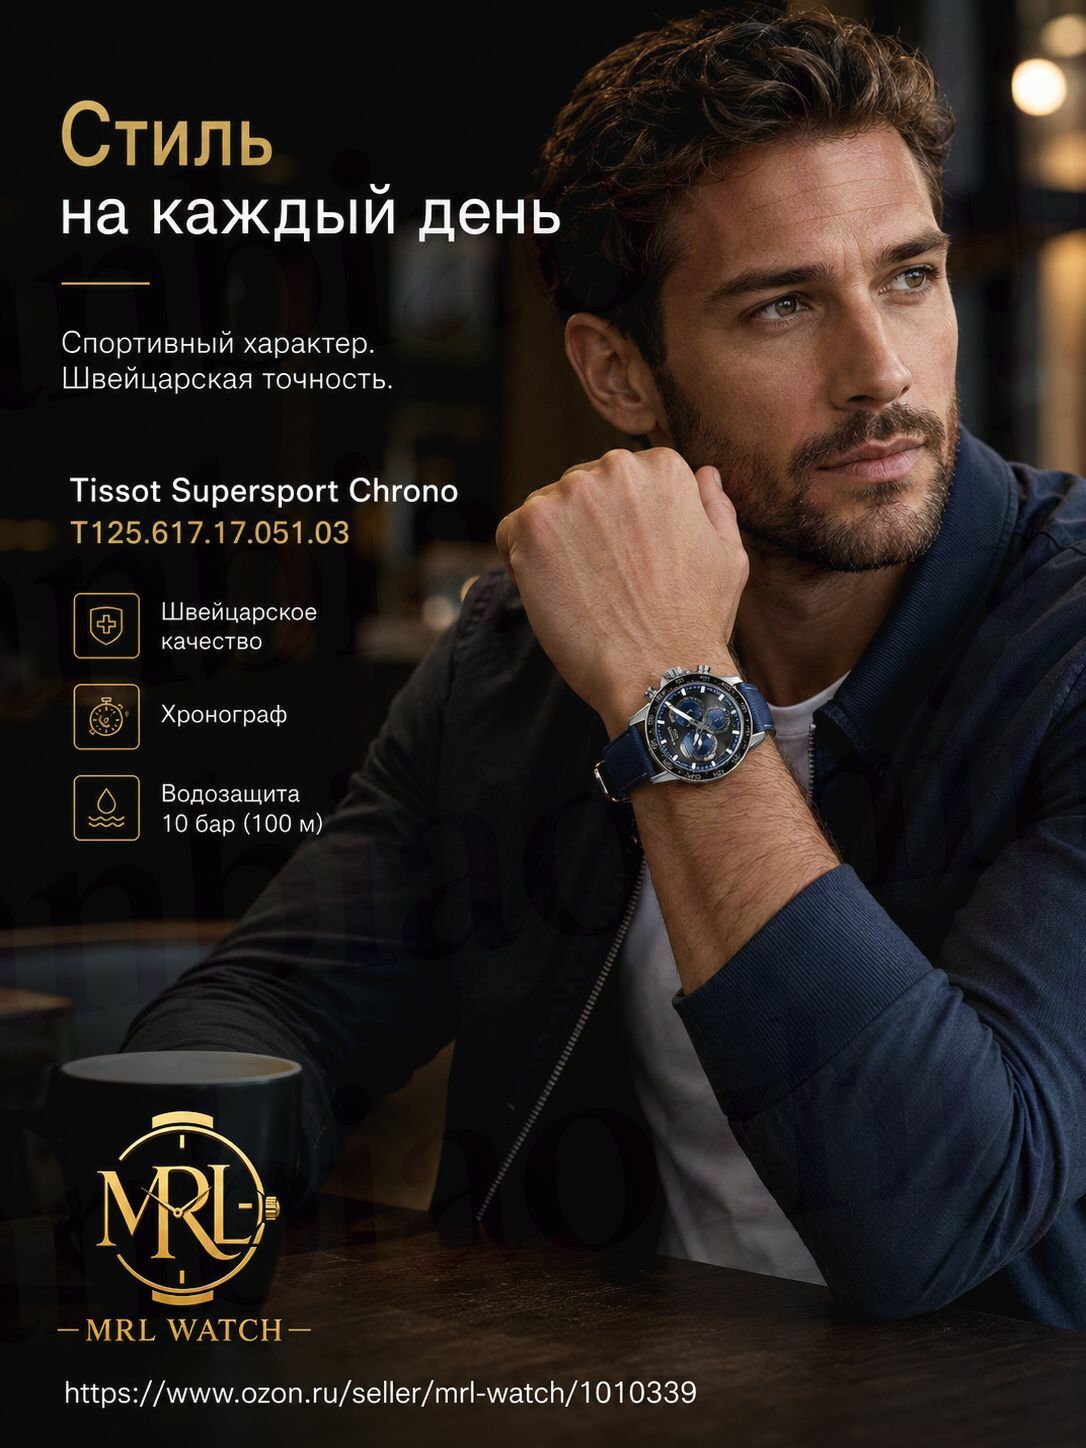 Стиль
на каждый день
Спортивный характер.
Швейцарская точность.
Tissot Supersport Chrono
T125.617.17.051.03
Швейцарское
качество
Хронограф
Водозащита
10 бар (100 м)
MRL
MRL WATCH
https://www.ozon.ru/seller/mrl-watch/1010339